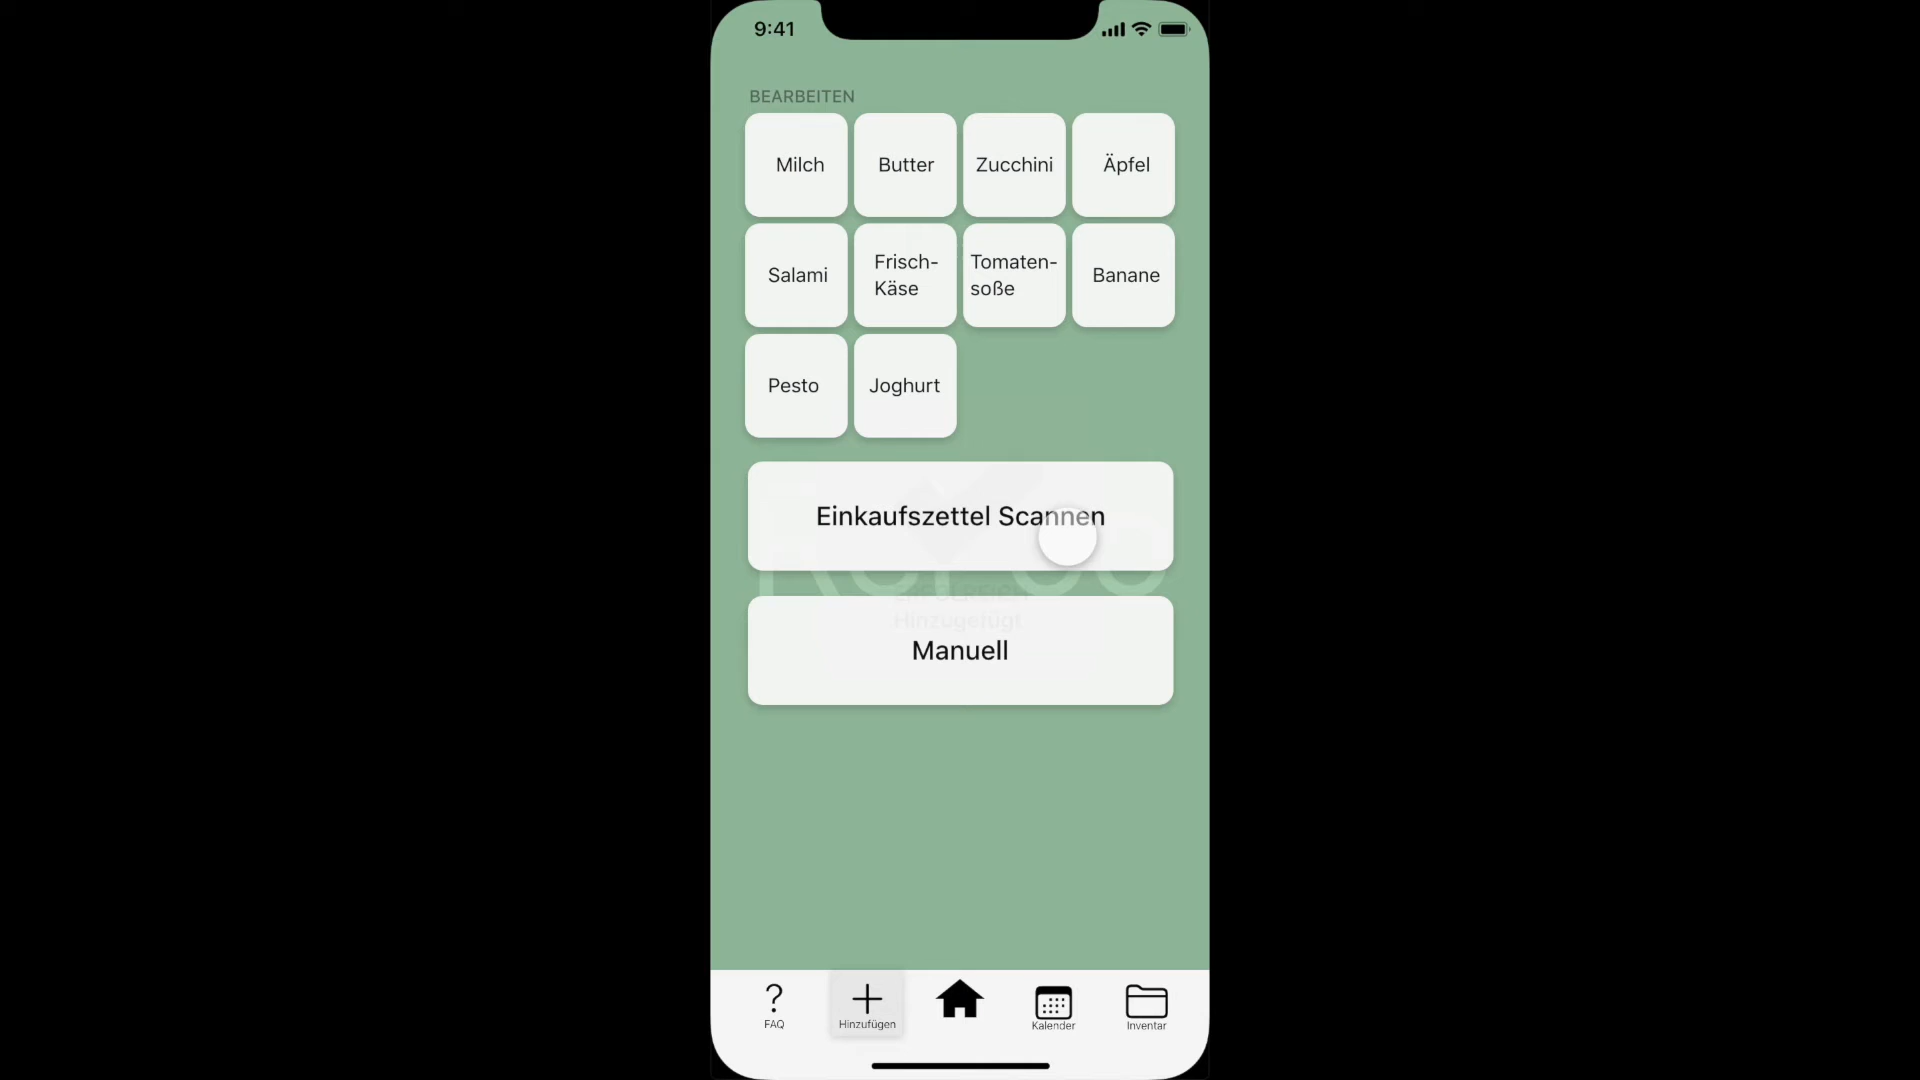 9:41
BEARBEITEN
Milch
Butter
Zucchini
Äpfel
Salami
Frisch-
Käse
Tomaten-
soße
Banane
Pesto
Joghurt
Einkaufszettel Scannen
ERFOLREICH
Hinzugefügt
Manuell
FAQ
Hinzufügen
Kalender
Inventar